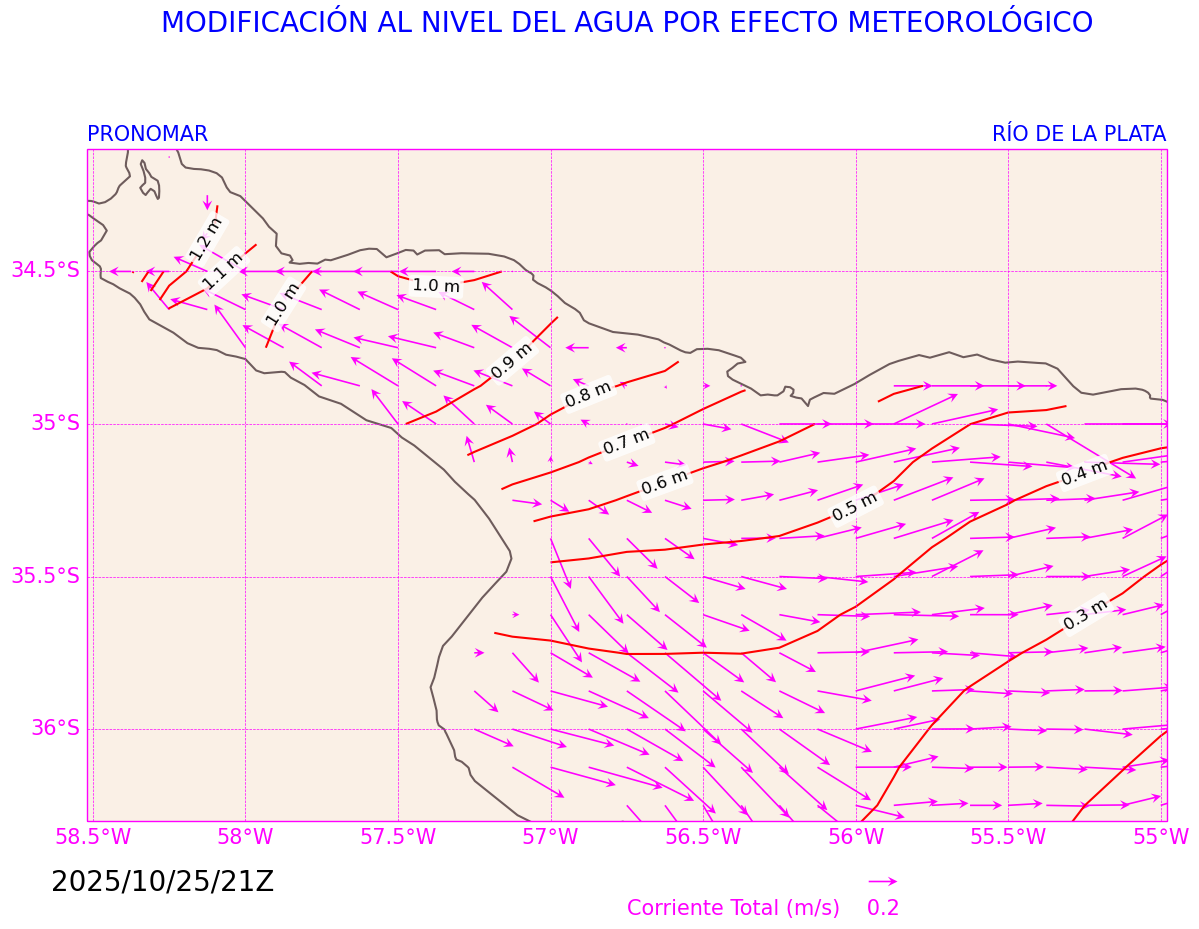 MODIFICACIÓN AL NIVEL DEL AGUA POR EFECTO METEOROLÓGICO
PRONOMAR
RÍO DE LA PLATA
1.2 m
1.1 m
1.0 m
1.0 m
0.9 m
0.8 m
0.7 m
0.6 m
0.5 m
0.4 m
0.3 m
34.5°S
35°S
35.5°S
36°S
58.5°W 58°W 57.5°W 57°W 56.5°W 56°W 55.5°W 55°W
2025/10/25/21Z
Corriente Total (m/s) 0.2